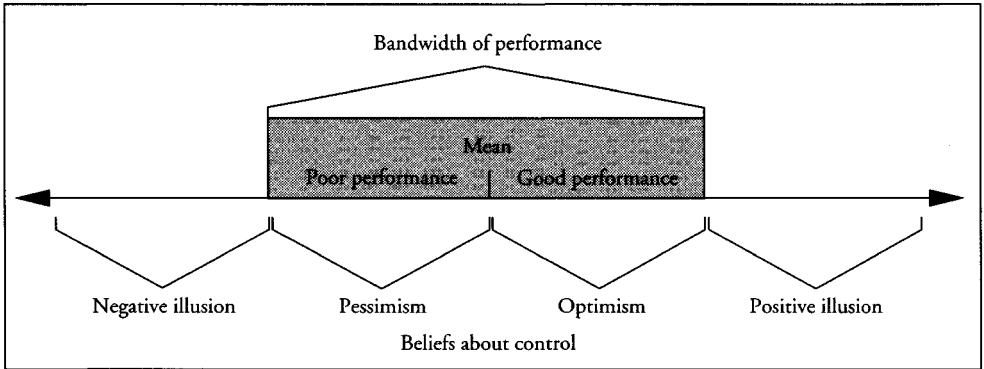 Bandwidth of performance
Mean
Poor performance Good performance
Negative illusion Pessimism Optimism Positive illusion
Beliefs about control